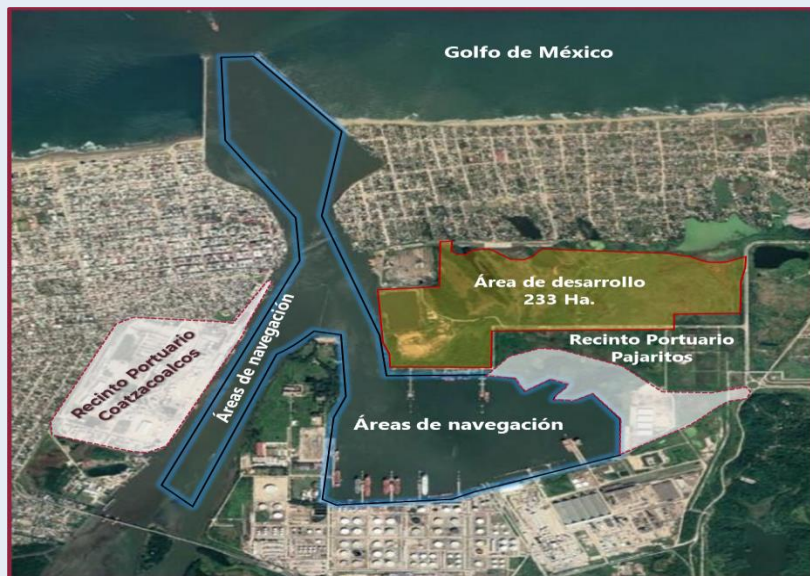 Golfo de México
Área de desarrollo
233 Ha.
Recinto Portuario
Pajaritos
Recinto Portuario
Coatzacoalcos
Áreas de navegación
Áreas de navegación